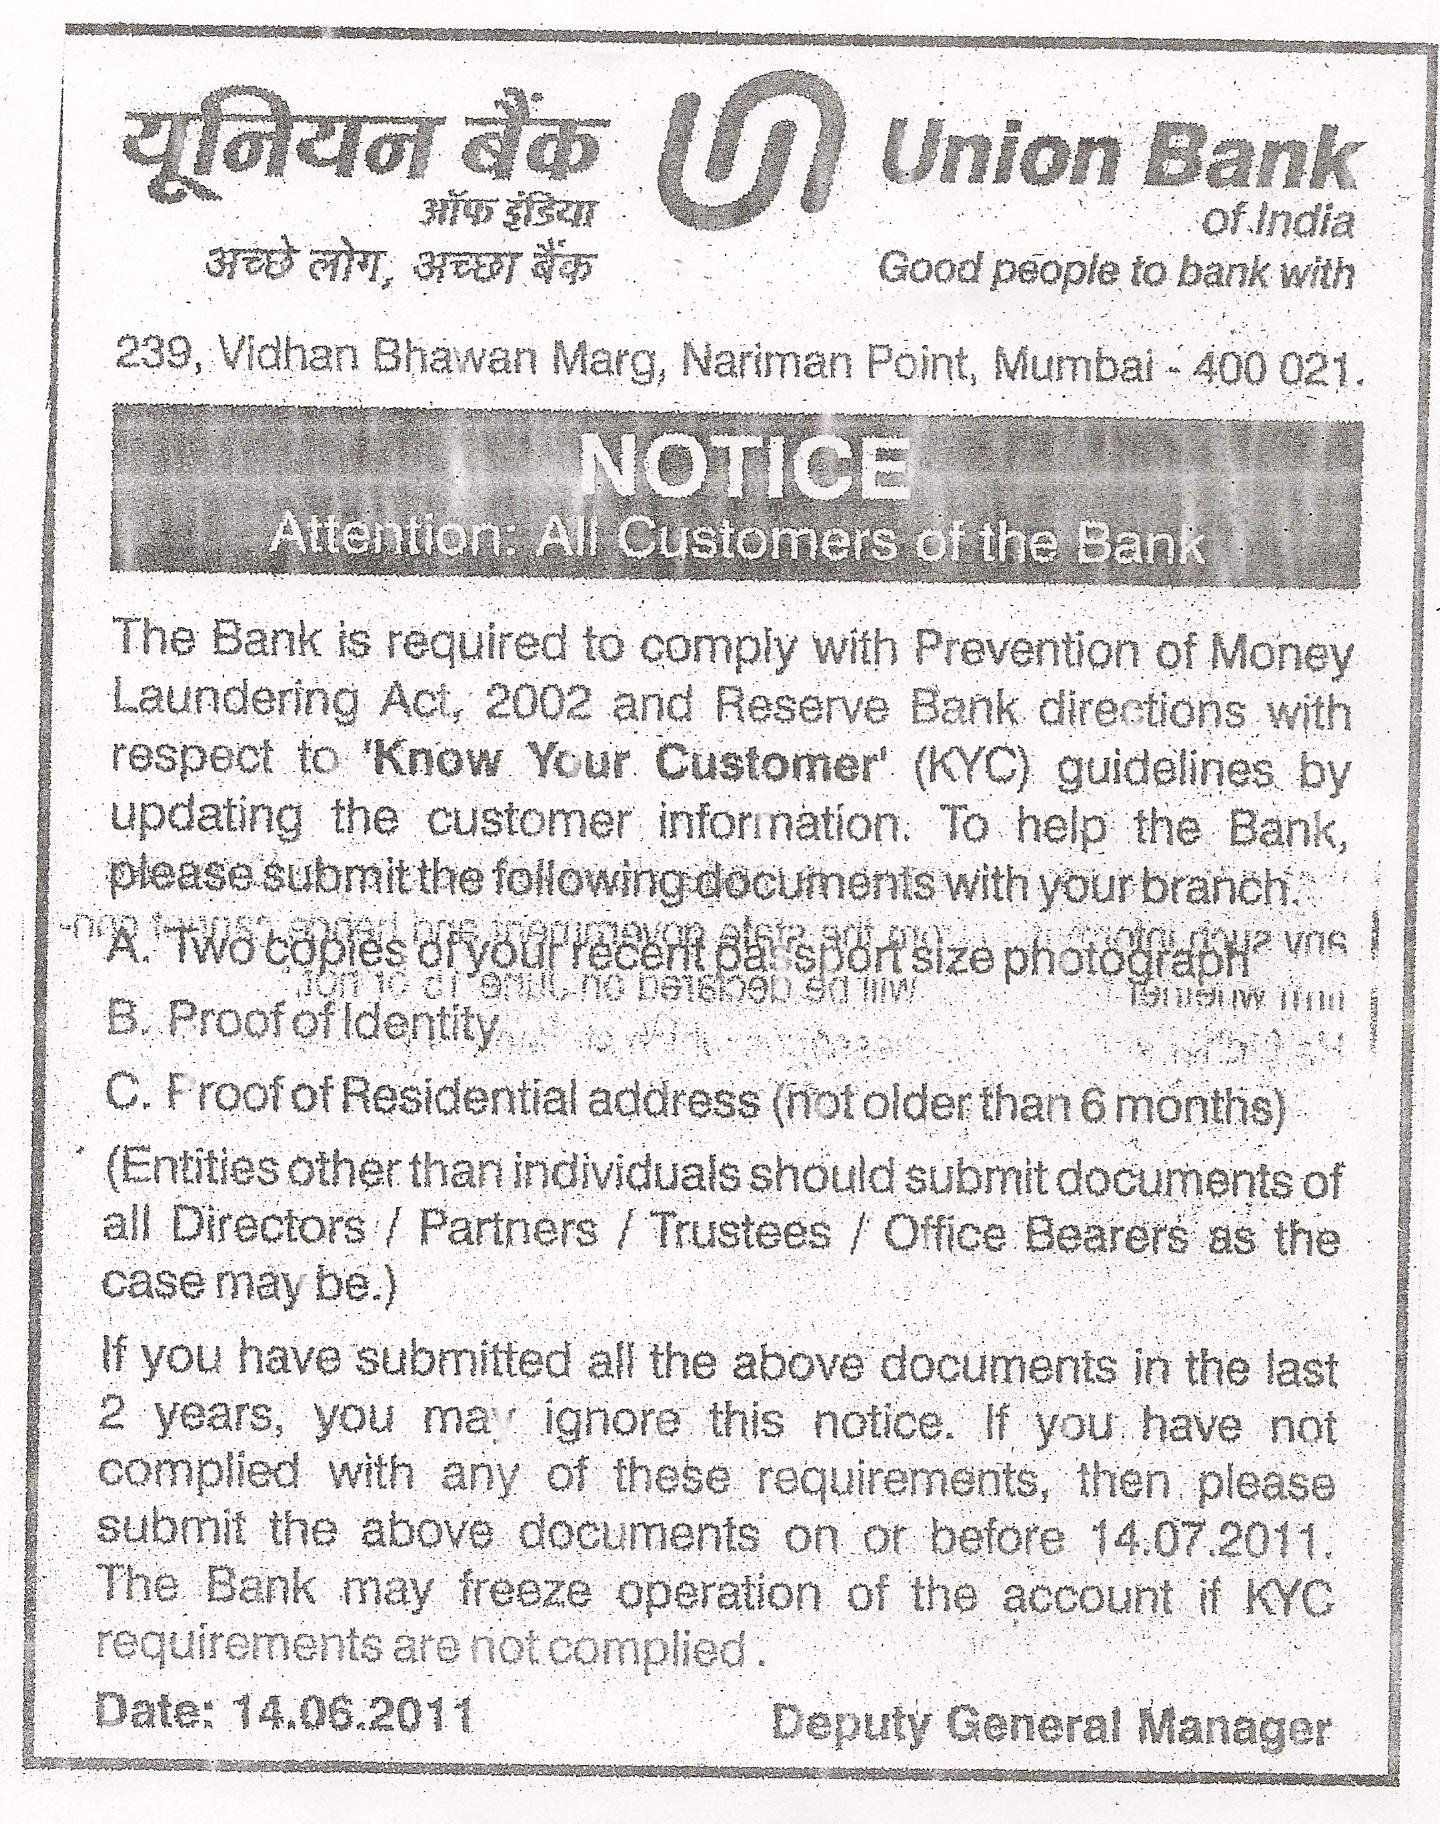 यूनियन बैंक
ऑफ इंडिया
अच्छे लोग, अच्छा बैंक
Union Bank
of India
Good people to bank with
239, Vidhan Bhawan Marg, Nariman Point, Mumbai - 400 021.
NOTICE
Attention: All Customers of the Bank
The Bank is required to comply with Prevention of Money
Laundering Act, 2002 and Reserve Bank directions with
respect to 'Know Your Customer' (KYC) guidelines by
updating the customer information. To help the Bank,
please submit the following documents with your branch.
A. Two copies of your recent passport size photograph
B. Proof of Identity
C. Proof of Residential address (not older than 6 months)
(Entities other than individuals should submit documents of
all Directors / Partners / Trustees / Office Bearers as the
case may be.)
If you have submitted all the above documents in the last
2 years, you may ignore this notice. If you have not
complied with any of these requirements, then please
submit the above documents on or before 14.07.2011.
The Bank may freeze operation of the account if KYC
requirements are not complied.
Date: 14.06.2011
Deputy General Manager